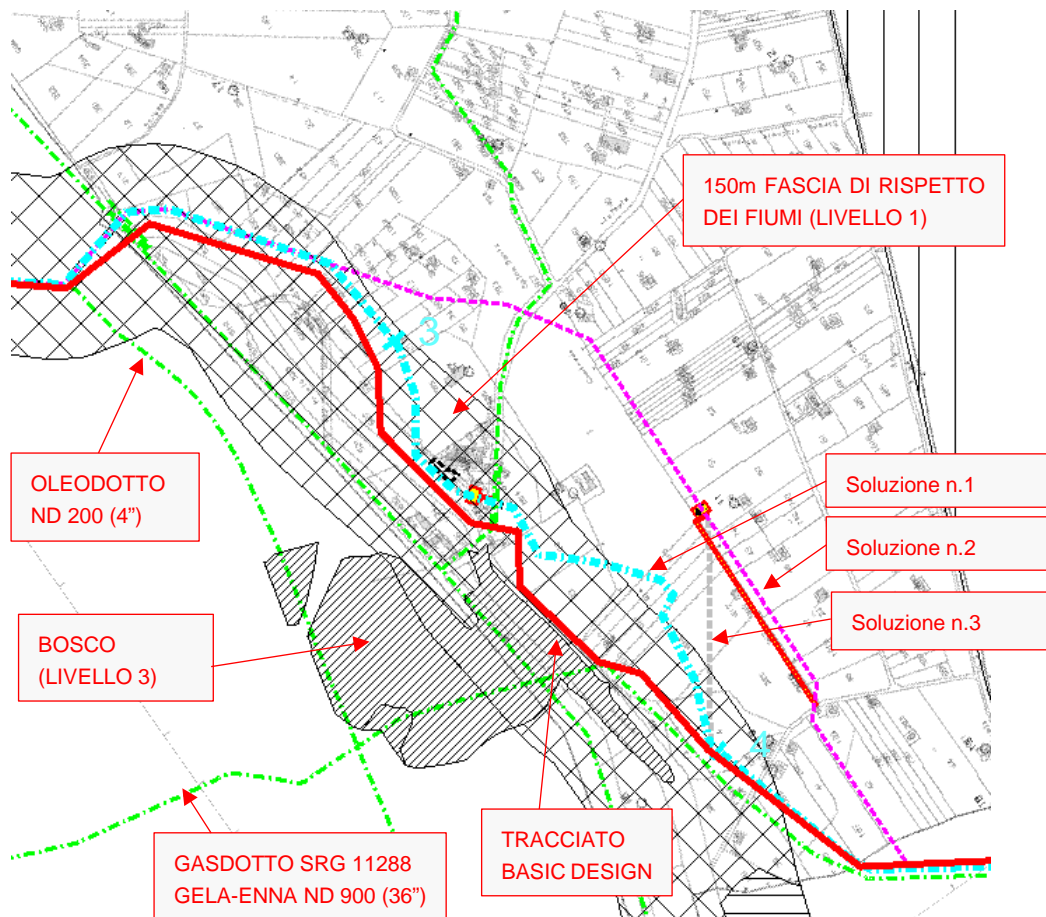 150m FASCIA DI RISPETTO
DEI FIUMI (LIVELLO 1)
3
OLEODOTTO
ND 200 (4”)
Soluzione n.1
Soluzione n.2
Soluzione n.3
BOSCO
(LIVELLO 3)
4
TRACCIATO
BASIC DESIGN
GASDOTTO SRG 11288
GELA-ENNA ND 900 (36”)